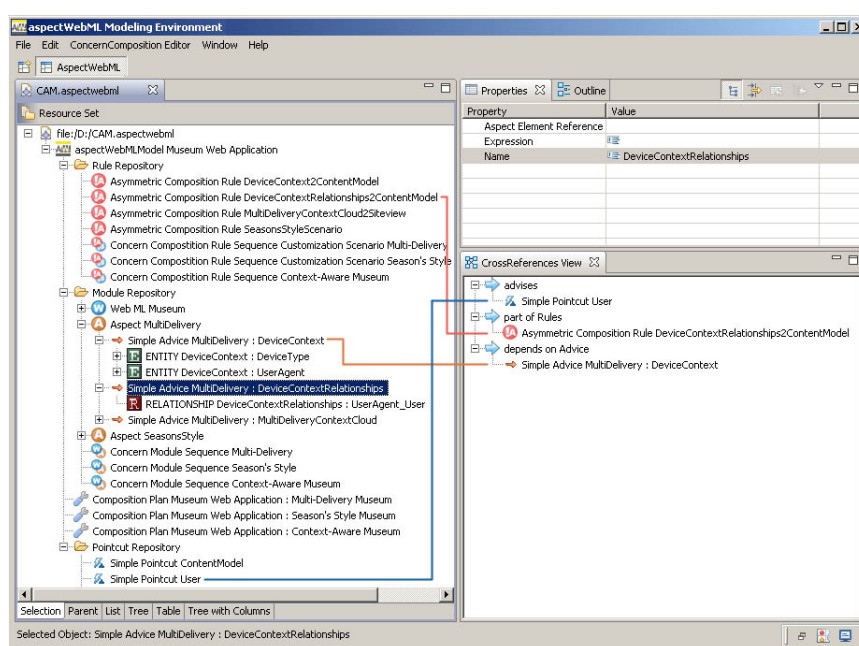 aspectWebML Modeling Environment
File Edit ConcernComposition Editor Window Help
AspectWebML
CAM.aspectwebml
Resource Set
file:/D:/CAM.aspectwebml
aspectWebMLModel Museum Web Application
Rule Repository
Asymmetric Composition Rule DeviceContext2ContentModel
Asymmetric Composition Rule DeviceContextRelationships2ContentModel
Asymmetric Composition Rule MultiDeliveryContextCloud2Siteview
Asymmetric Composition Rule SeasonsStyleScenario
Concern Compostition Rule Sequence Customization Scenario Multi-Delivery
Concern Compostition Rule Sequence Customization Scenario Season's Style
Concern Compostition Rule Sequence Context-Aware Museum
Module Repository
Web ML Museum
Aspect MultiDelivery
Simple Advice MultiDelivery : DeviceContext
ENTITY DeviceContext : DeviceType
ENTITY DeviceContext : UserAgent
Simple Advice MultiDelivery : DeviceContextRelationships
RELATIONSHIP DeviceContextRelationships : UserAgent_User
Simple Advice MultiDelivery : MultiDeliveryContextCloud
Aspect SeasonsStyle
Concern Module Sequence Multi-Delivery
Concern Module Sequence Season's Style
Concern Module Sequence Context-Aware Museum
Composition Plan Museum Web Application : Multi-Delivery Museum
Composition Plan Museum Web Application : Season's Style Museum
Composition Plan Museum Web Application : Context-Aware Museum
Pointcut Repository
Simple Pointcut ContentModel
Simple Pointcut User
Selection Parent List Tree Table Tree with Columns
Properties Outline
Property Value
Aspect Element Reference
Expression
Name DeviceContextRelationships
CrossReferences View
advises
Simple Pointcut User
part of Rules
Asymmetric Composition Rule DeviceContextRelationships2ContentModel
depends on Advice
Simple Advice MultiDelivery : DeviceContext
Selected Object: Simple Advice MultiDelivery : DeviceContextRelationships